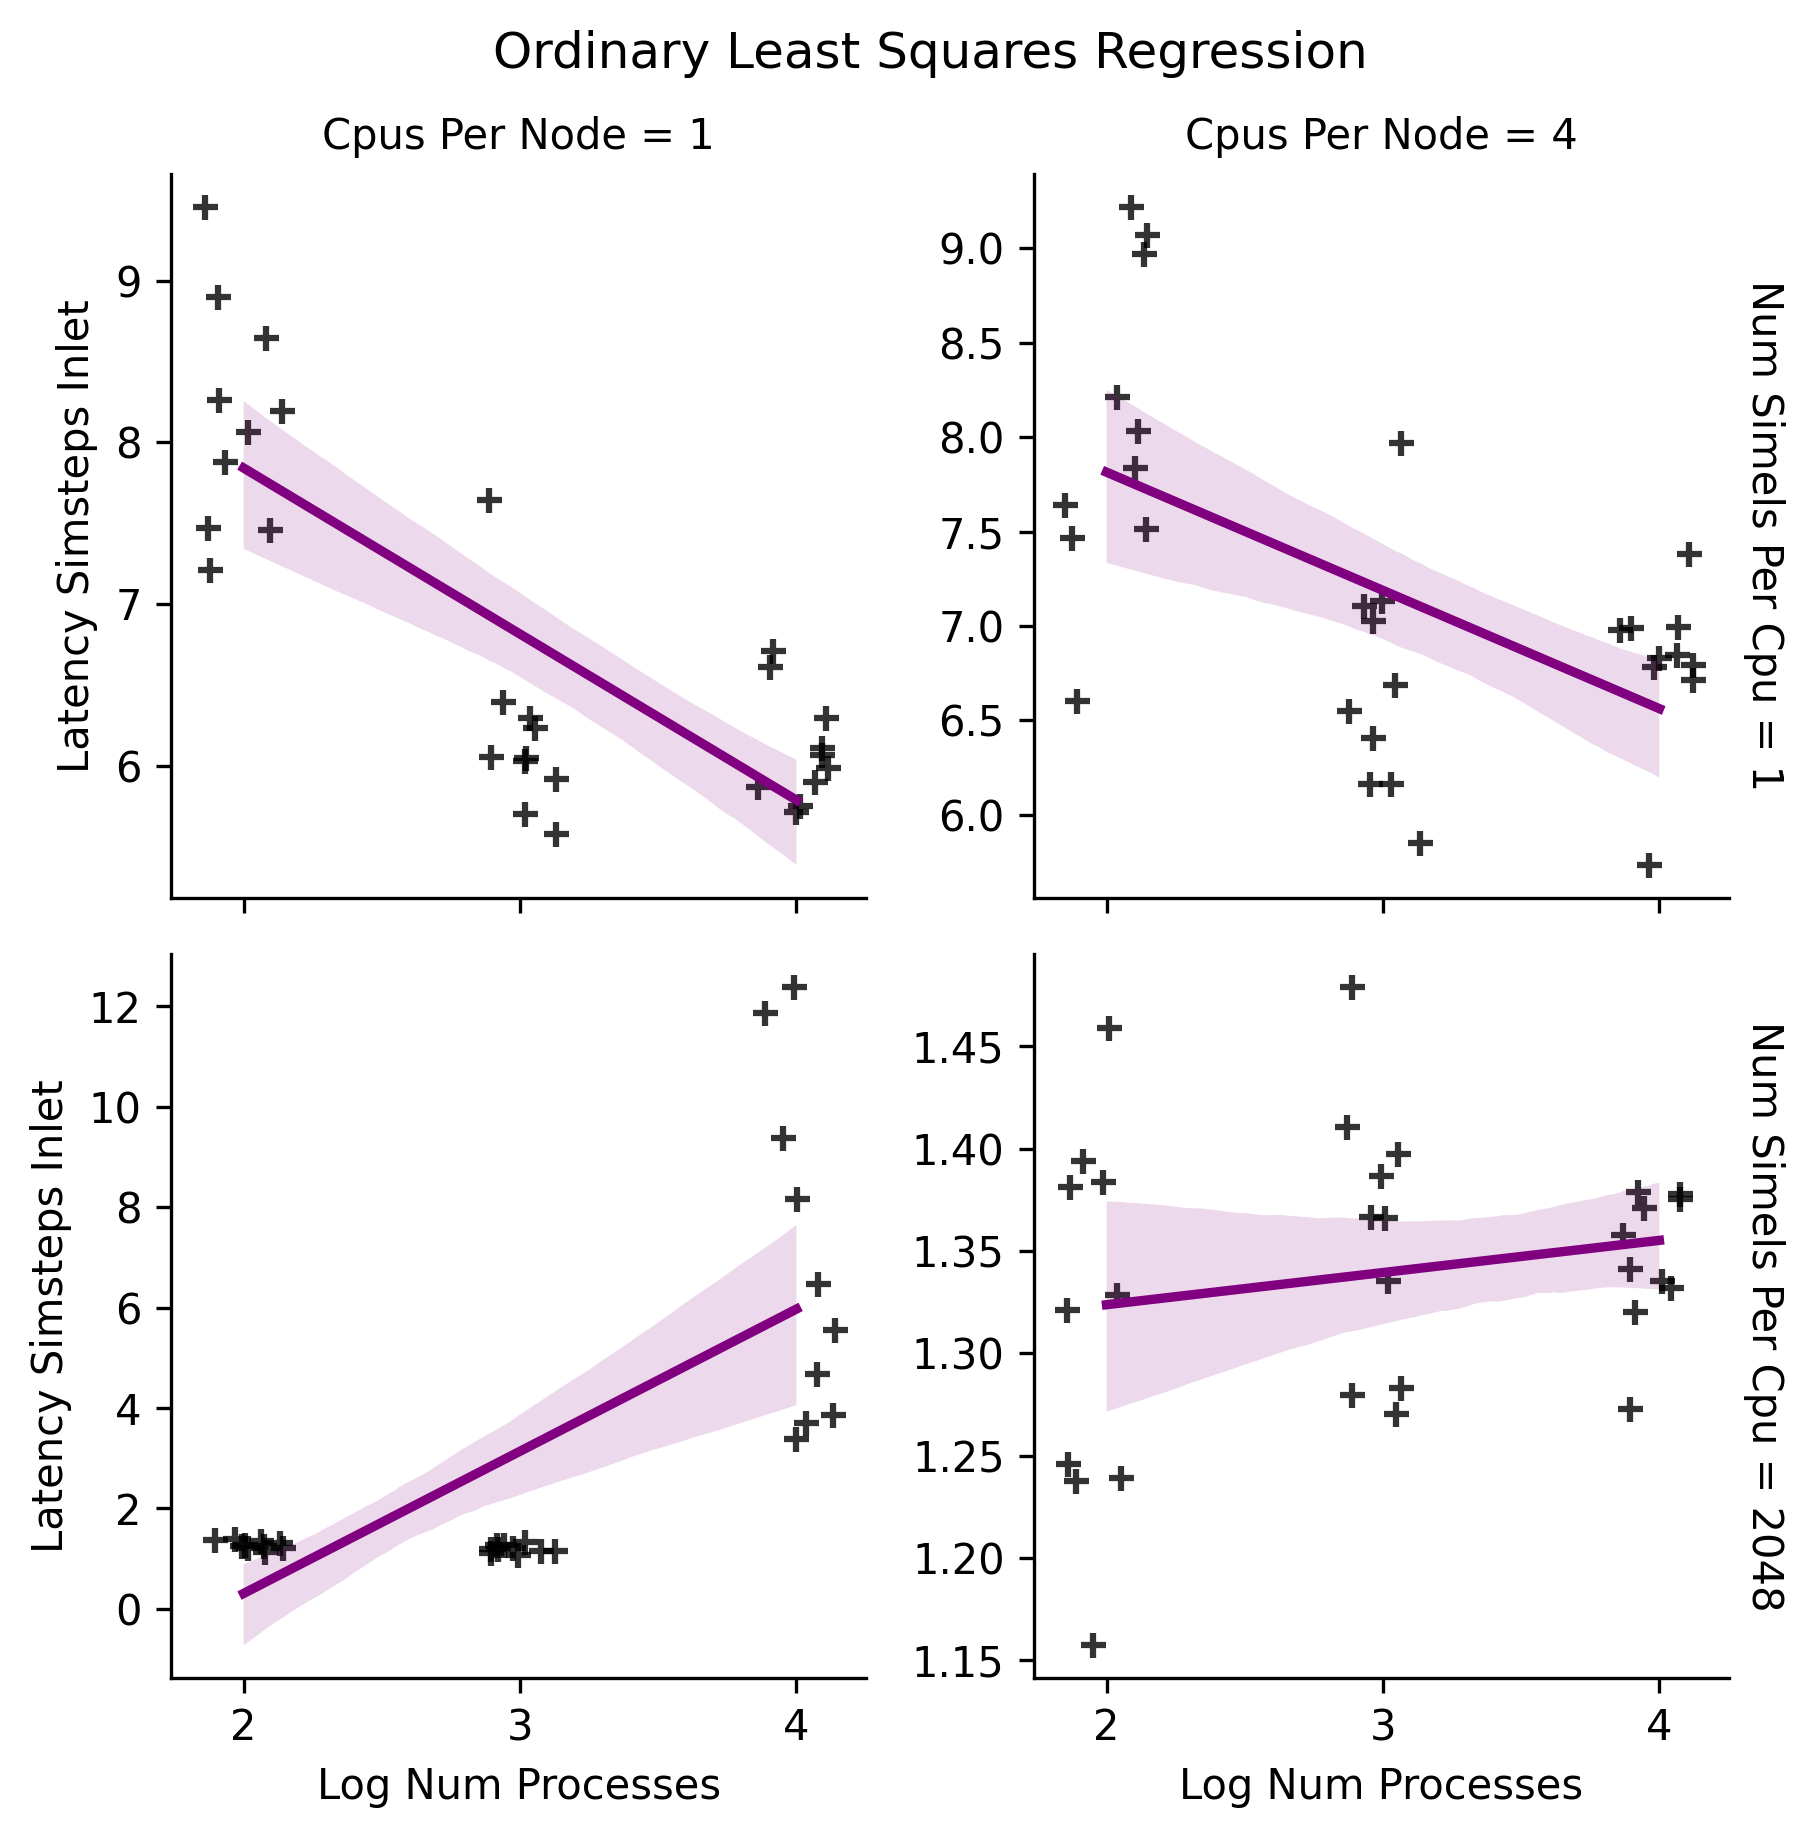 Ordinary Least Squares Regression
Cpus Per Node = 1
Cpus Per Node = 4
Latency Simsteps Inlet
9
8
7
6
9.0
8.5
8.0
7.5
7.0
6.5
6.0
Num Simels Per Cpu = 1
Latency Simsteps Inlet
12
10
8
6
4
2
0
1.45
1.40
1.35
1.30
1.25
1.20
1.15
Num Simels Per Cpu = 2048
2 3 4
2 3 4
Log Num Processes
Log Num Processes